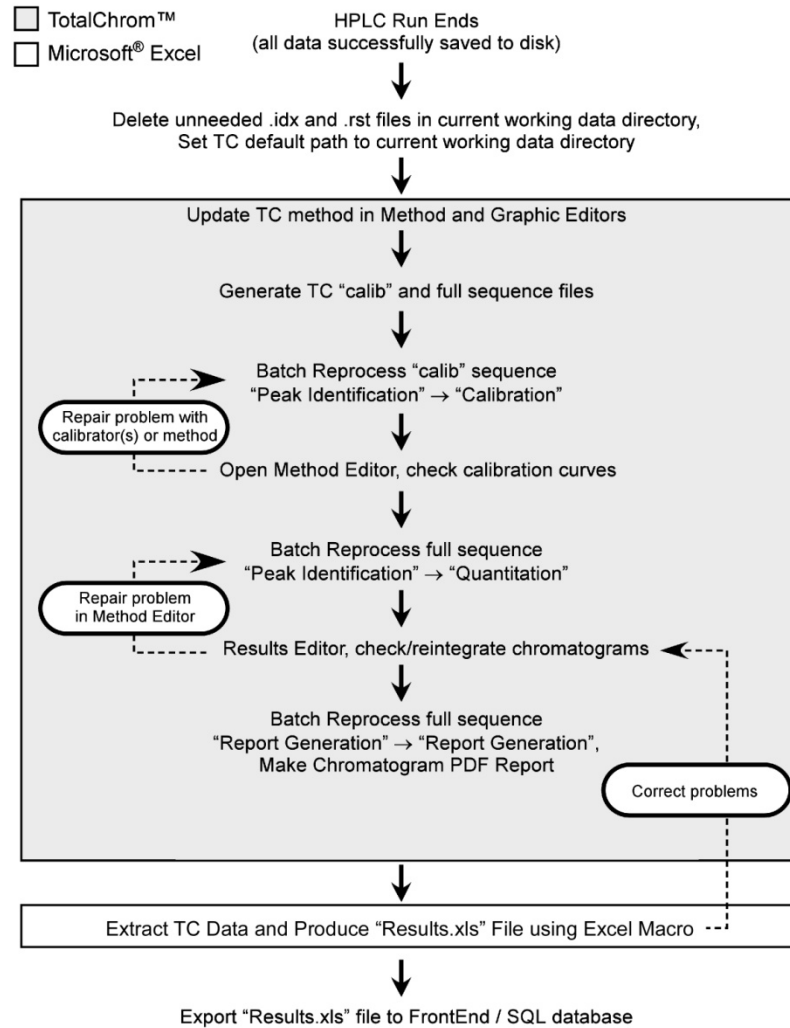 TotalChrom™
Microsoft® Excel
HPLC Run Ends
(all data successfully saved to disk)
Delete unneeded .idx and .rst files in current working data directory,
Set TC default path to current working data directory
Update TC method in Method and Graphic Editors
Generate TC “calib” and full sequence files
Batch Reprocess “calib” sequence
“Peak Identification” → “Calibration”
Repair problem with
calibrator(s) or method
Open Method Editor, check calibration curves
Batch Reprocess full sequence
“Peak Identification” → “Quantitation”
Repair problem
in Method Editor
Results Editor, check/reintegrate chromatograms
Batch Reprocess full sequence
“Report Generation” → “Report Generation”,
Make Chromatogram PDF Report
Correct problems
Extract TC Data and Produce “Results.xls” File using Excel Macro
Export “Results.xls” file to FrontEnd / SQL database